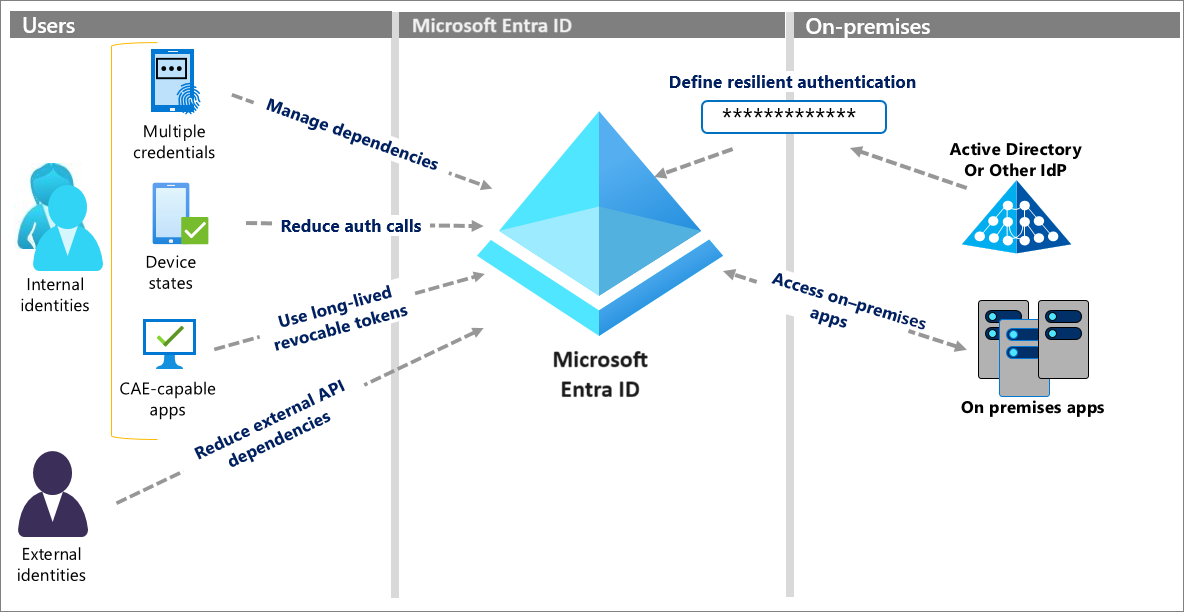 Users
Microsoft Entra ID
On-premises
Multiple
credentials
Manage dependencies
Define resilient authentication
*************
Active Directory
Or Other IdP
Internal
identities
Device
states
Reduce auth calls
CAE-capable
apps
Use long-lived
revocable tokens
Microsoft
Entra ID
Access on–premises
apps
On premises apps
Reduce external API
dependencies
External
identities